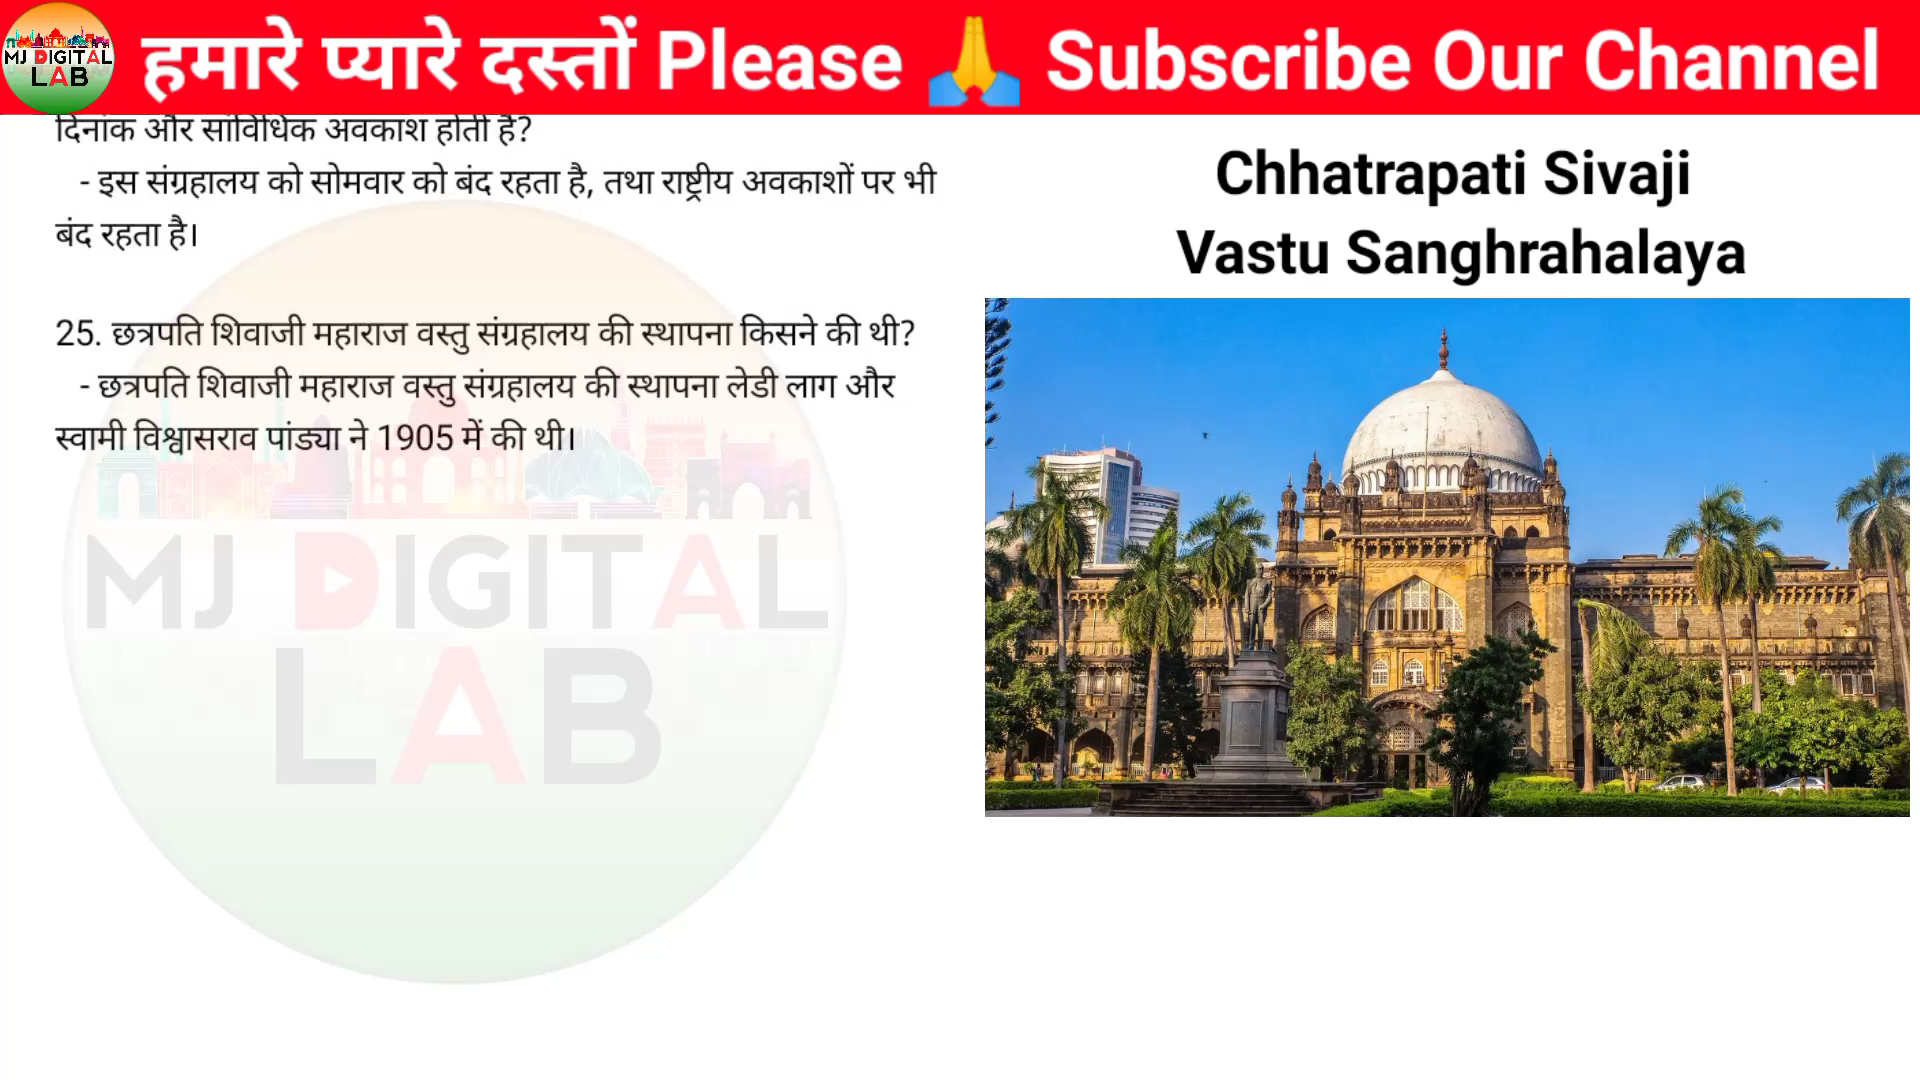 MJ DIGITAL
LAB
हमारे प्यारे दस्तों Please 🙏 Subscribe Our Channel
दिनांक और सांविधिक अवकाश होती है?
- इस संग्रहालय को सोमवार को बंद रहता है, तथा राष्ट्रीय अवकाशों पर भी
बंद रहता है।
25. छत्रपति शिवाजी महाराज वस्तु संग्रहालय की स्थापना किसने की थी?
- छत्रपति शिवाजी महाराज वस्तु संग्रहालय की स्थापना लेडी लाग और
स्वामी विश्वासराव पांड्या ने 1905 में की थी।
MJ DIGITAL
LAB
Chhatrapati Sivaji
Vastu Sanghrahalaya